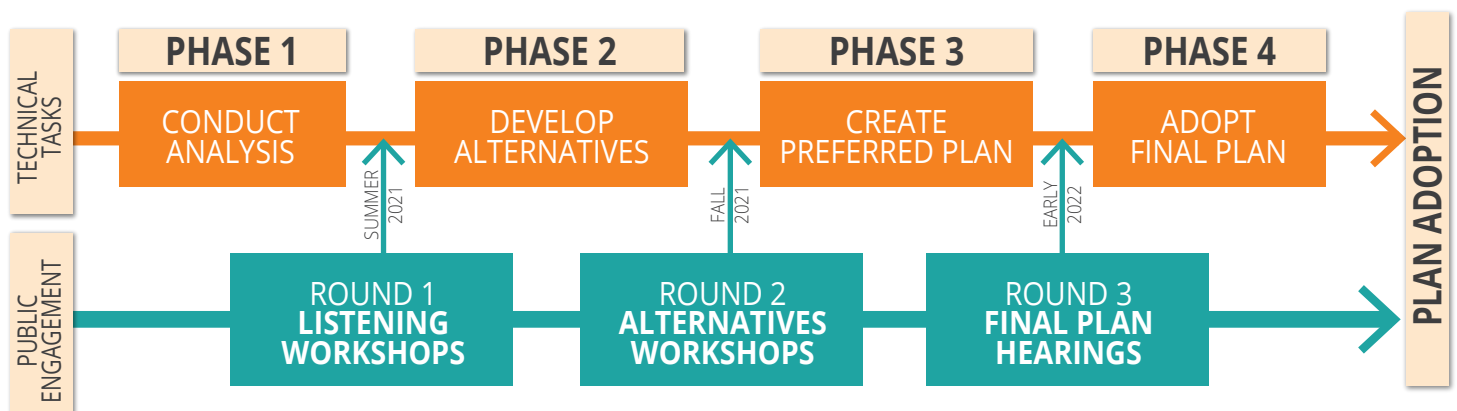 TECHNICAL
TASKS
PHASE 1
PHASE 2
PHASE 3
PHASE 4
CONDUCT
ANALYSIS
DEVELOP
ALTERNATIVES
CREATE
PREFERRED PLAN
ADOPT
FINAL PLAN
SUMMER
2021
FALL
2021
EARLY
2022
PUBLIC
ENGAGEMENT
ROUND 1
LISTENING
WORKSHOPS
ROUND 2
ALTERNATIVES
WORKSHOPS
ROUND 3
FINAL PLAN
HEARINGS
PLAN ADOPTION